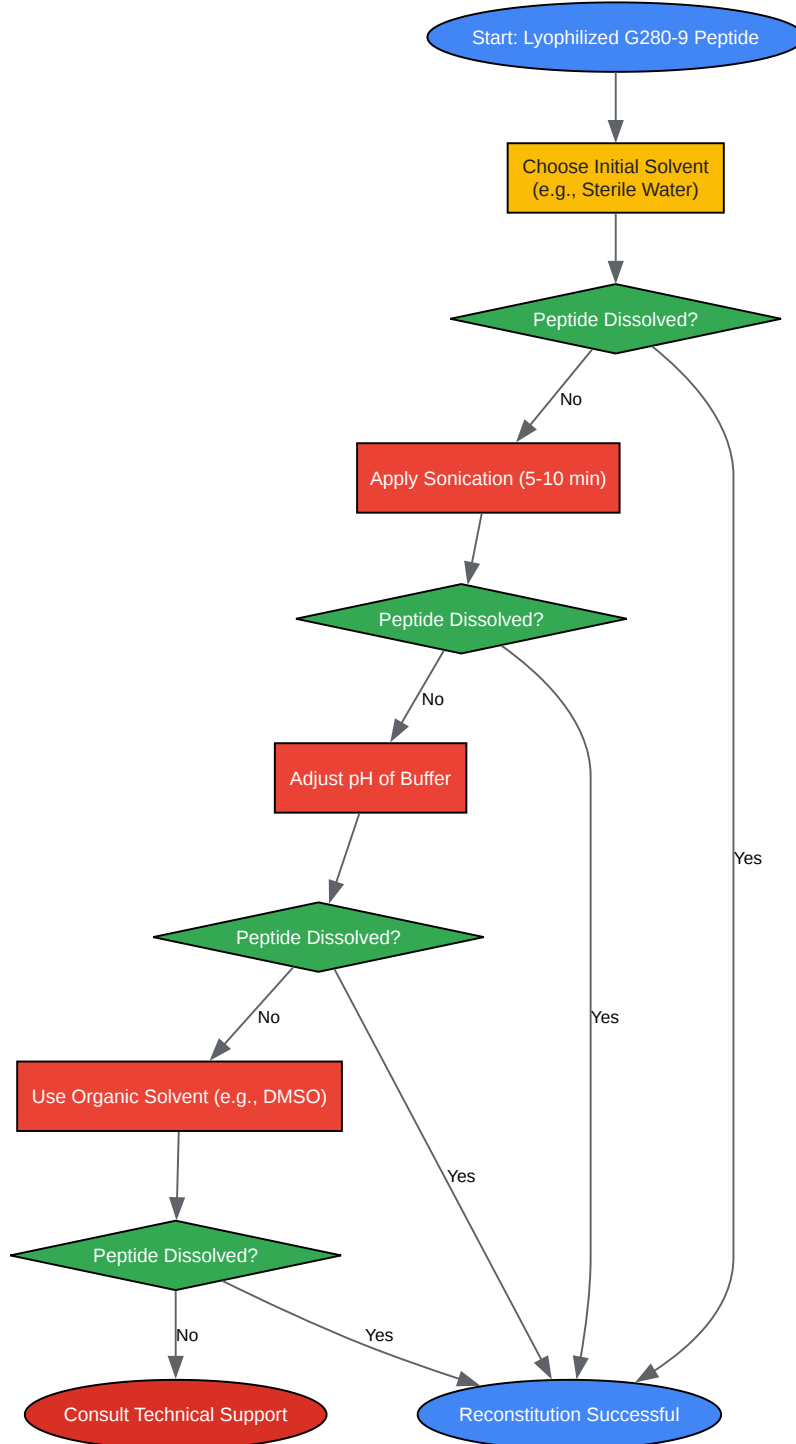 Start: Lyophilized G280-9 Peptide
Choose Initial Solvent
(e.g., Sterile Water)
Peptide Dissolved?
No
Apply Sonication (5-10 min)
Peptide Dissolved?
No
Adjust pH of Buffer
Yes
Peptide Dissolved?
No
Yes
Use Organic Solvent (e.g., DMSO)
Yes
Peptide Dissolved?
No
Yes
Consult Technical Support
Reconstitution Successful